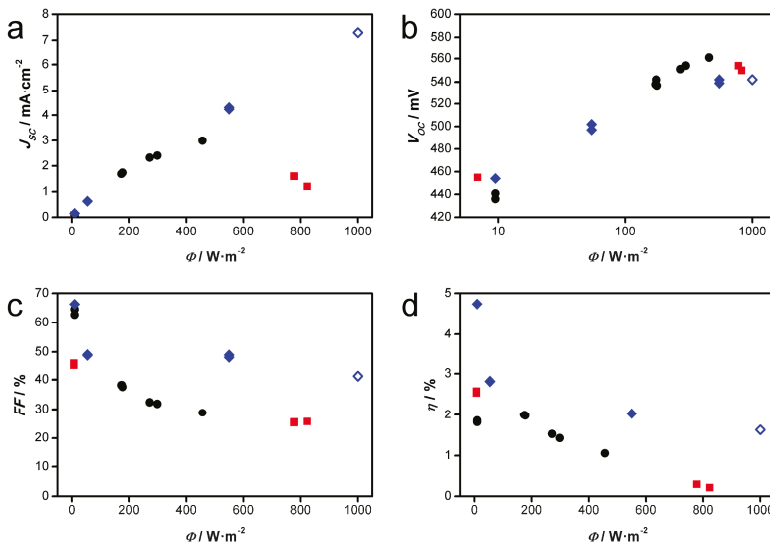 a
8
7
6
5
4
3
2
1
0
J_SC / mA·cm⁻²
0 200 400 600 800 1000
Φ / W·m⁻²
b
580
560
540
520
500
480
460
440
420
V_OC / mV
10 100 1000
Φ / W·m⁻²
c
70
60
50
40
30
20
10
0
FF / %
0 200 400 600 800 1000
Φ / W·m⁻²
d
5
4
3
2
1
0
η / %
0 200 400 600 800 1000
Φ / W·m⁻²